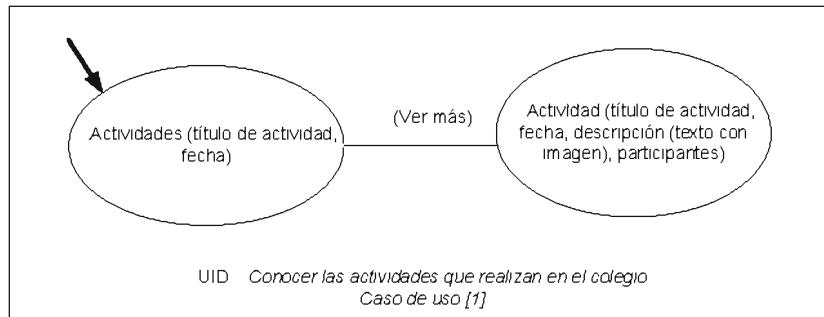 Actividades (título de actividad,
fecha)
(Ver más)
Actividad (título de actividad,
fecha, descripción (texto con
imagen), participantes)
UID Conocer las actividades que realizan en el colegio
Caso de uso [1]